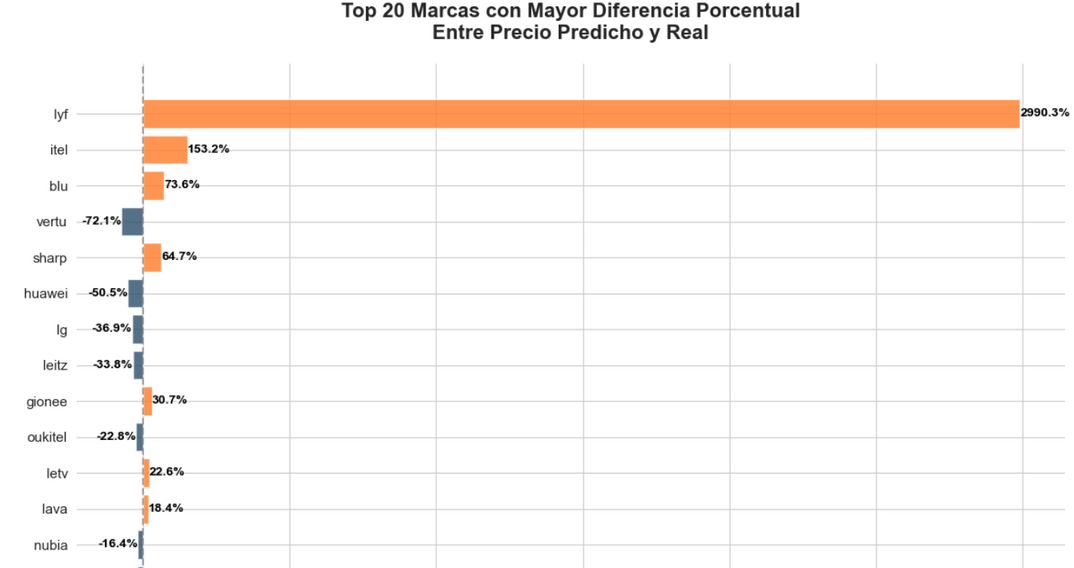 Top 20 Marcas con Mayor Diferencia Porcentual
Entre Precio Predicho y Real
lyf 2990.3%
itel 153.2%
blu 73.6%
vertu -72.1%
sharp 64.7%
huawei -50.5%
lg -36.9%
leitz -33.8%
gionee 30.7%
oukitel -22.8%
letv 22.6%
lava 18.4%
nubia -16.4%